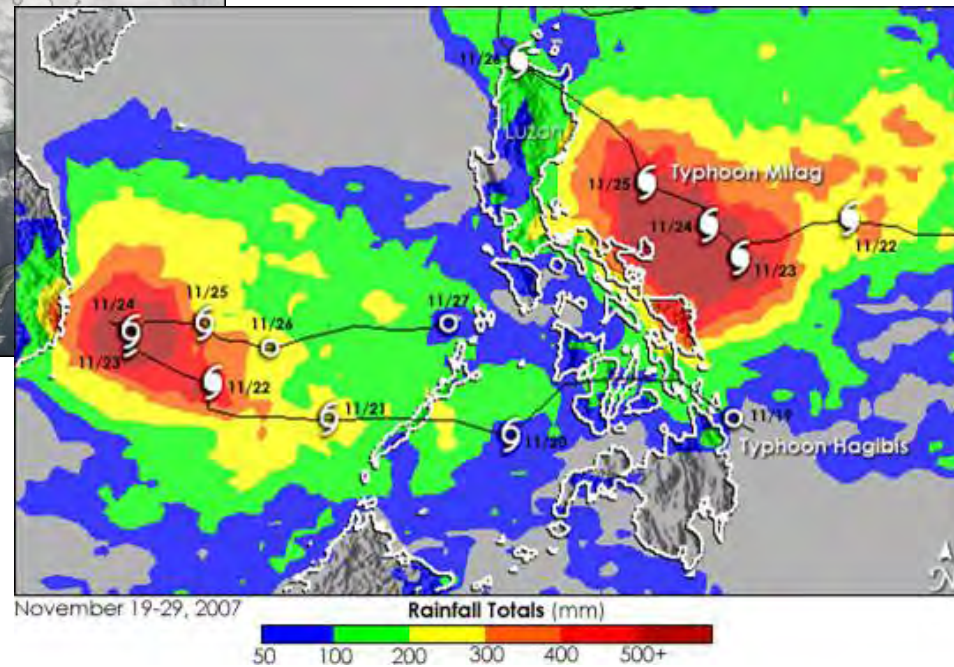 11/26
Luzon
11/25
Typhoon Mitag
11/24
11/22
11/23
11/24
11/25
11/26
11/27
11/23
11/22
11/21
11/20
11/19
Typhoon Hagibis
N
November 19-29, 2007
Rainfall Totals (mm)
50 100 200 300 400 500+